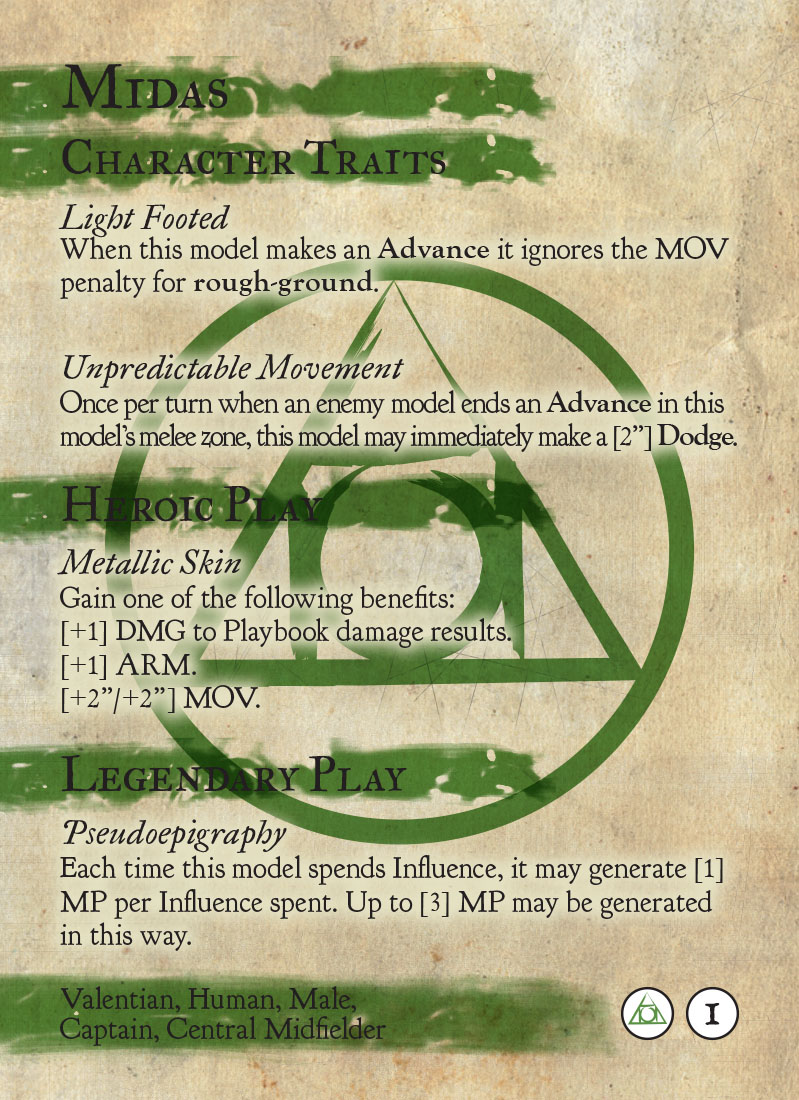 Midas
Character Traits
Light Footed
When this model makes an Advance it ignores the MOV
penalty for rough-ground.
Unpredictable Movement
Once per turn when an enemy model ends an Advance in this
model's melee zone, this model may immediately make a [2”] Dodge.
Heroic Play
Metallic Skin
Gain one of the following benefits:
[+1] DMG to Playbook damage results.
[+1] ARM.
[+2”/+2”] MOV.
Legendary Play
Pseudoepigraphy
Each time this model spends Influence, it may generate [1]
MP per Influence spent. Up to [3] MP may be generated
in this way.
Valentian, Human, Male,
Captain, Central Midfielder
1